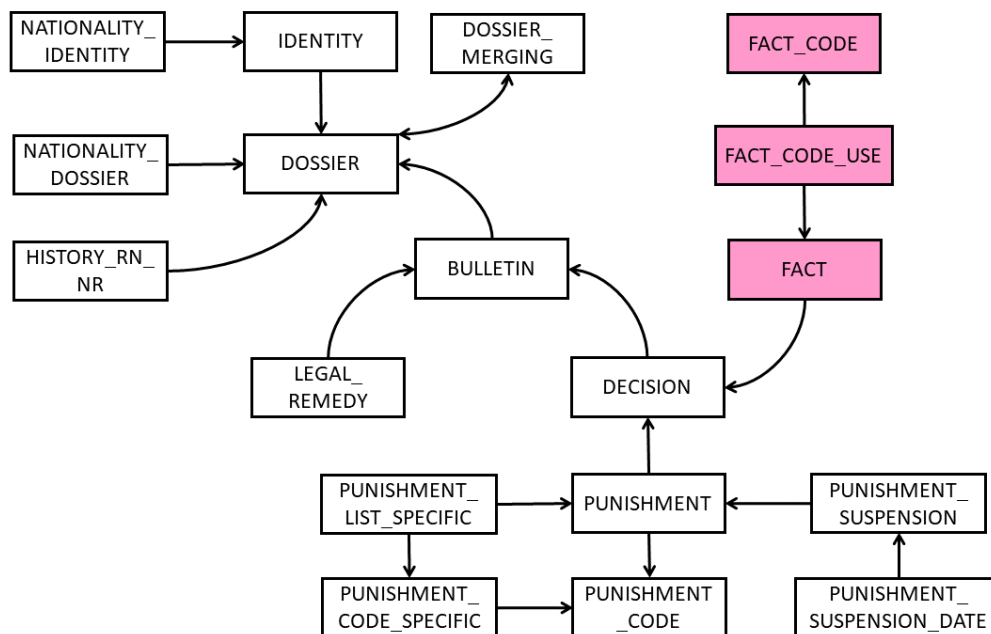 NATIONALITY_
IDENTITY
IDENTITY
DOSSIER_
MERGING
FACT_CODE
FACT_CODE_USE
NATIONALITY_
DOSSIER
DOSSIER
HISTORY_RN_
NR
BULLETIN
FACT
LEGAL_
REMEDY
DECISION
PUNISHMENT_
LIST_SPECIFIC
PUNISHMENT
PUNISHMENT_
SUSPENSION
PUNISHMENT_
CODE_SPECIFIC
PUNISHMENT
_CODE
PUNISHMENT_
SUSPENSION_DATE